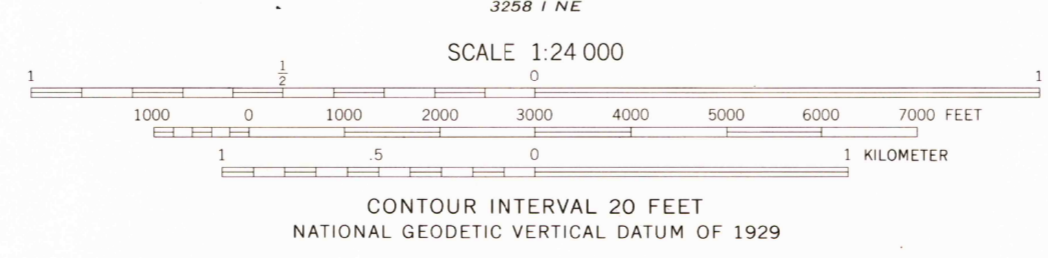 3258 I NE
SCALE 1:24 000
1 1/2 0 1
1000 0 1000 2000 3000 4000 5000 6000 7000 FEET
1 .5 0 1 KILOMETER
CONTOUR INTERVAL 20 FEET
NATIONAL GEODETIC VERTICAL DATUM OF 1929